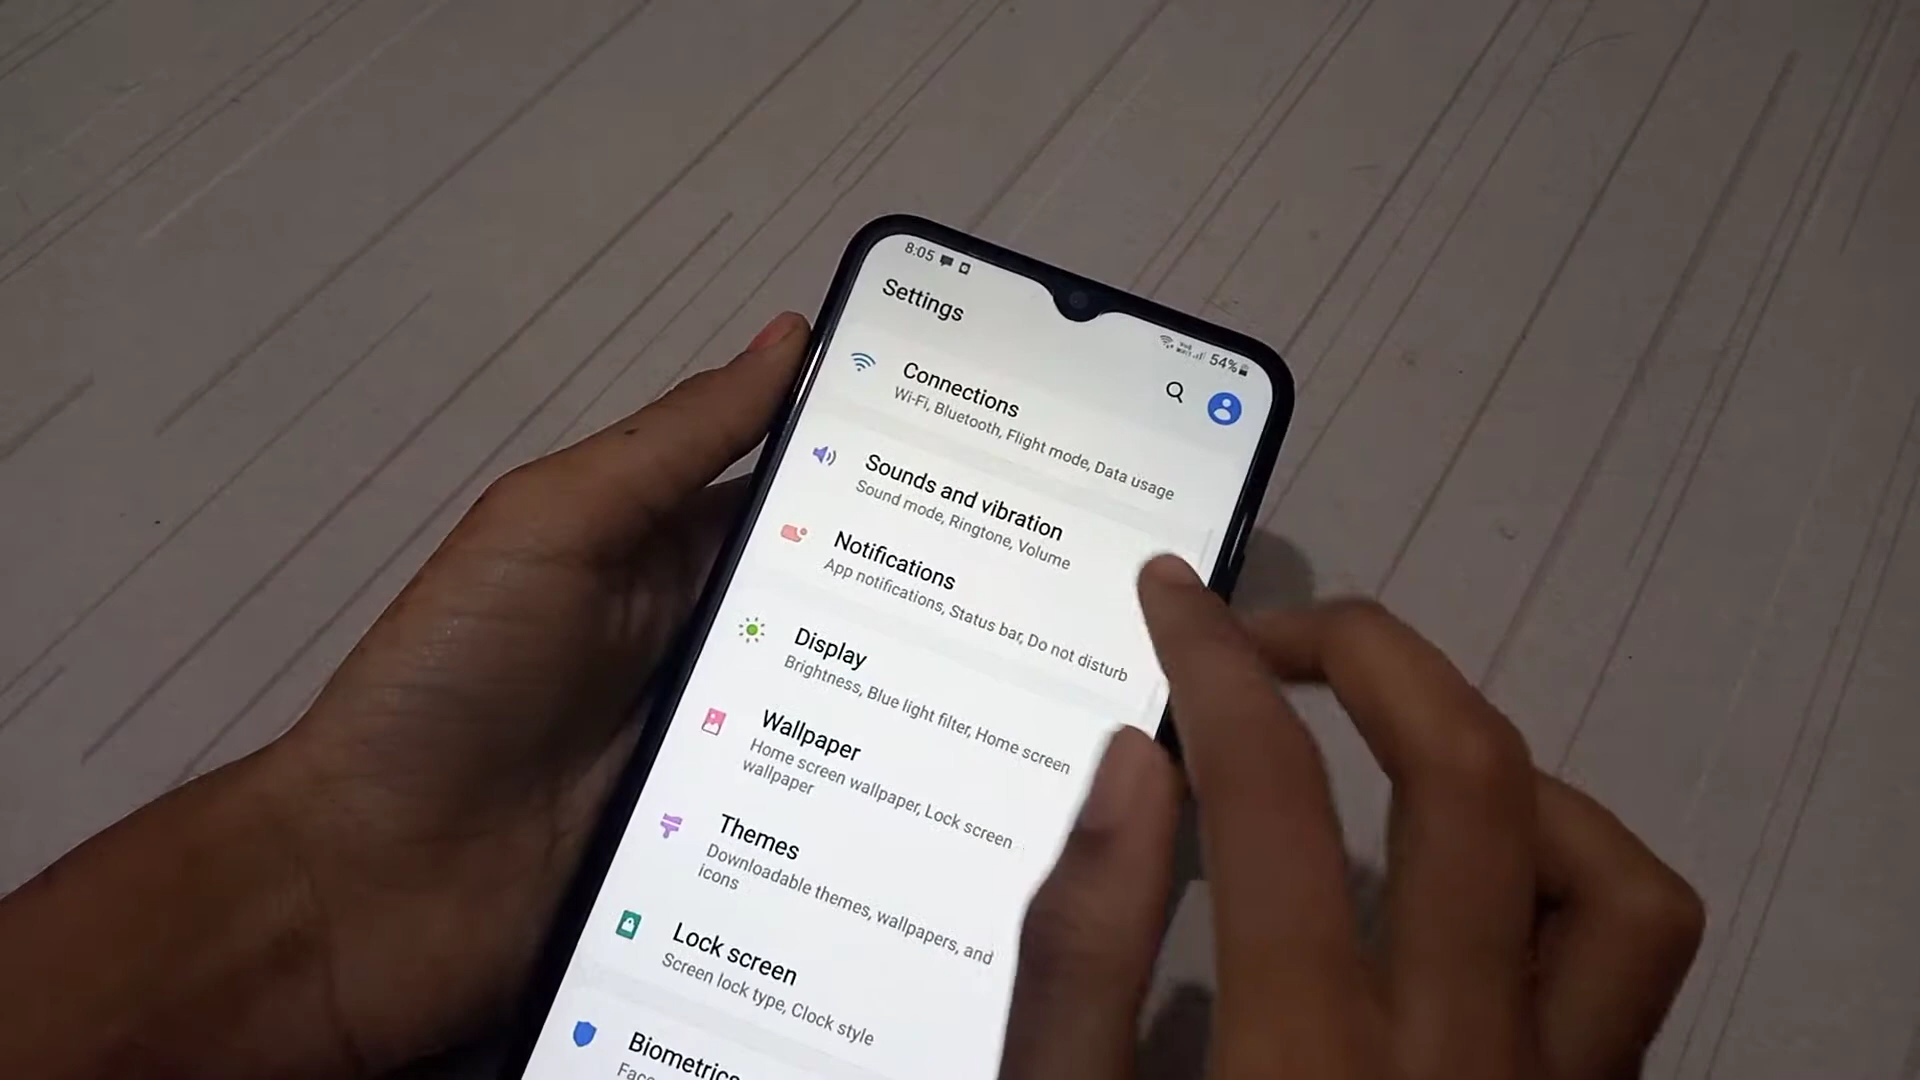 8:05
54%
Settings
Connections
Wi-Fi, Bluetooth, Flight mode, Data usage
Sounds and vibration
Sound mode, Ringtone, Volume
Notifications
App notifications, Status bar, Do not disturb
Display
Brightness, Blue light filter, Home screen
Wallpaper
Home screen wallpaper, Lock screen
wallpaper
Themes
Downloadable themes, wallpapers, and
icons
Lock screen
Screen lock type, Clock style
Biometrics
Face